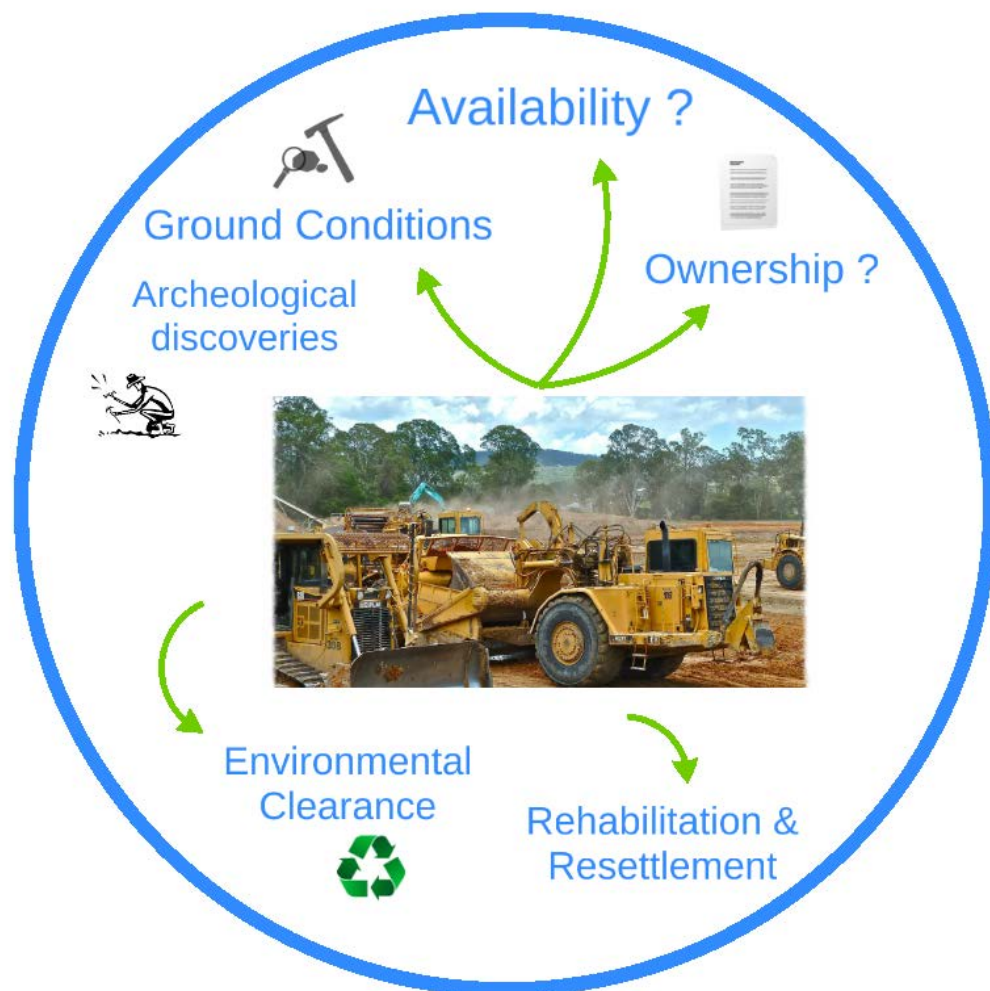 Availability ?
Ground Conditions
Ownership ?
Archeological
discoveries
Environmental
Clearance
Rehabilitation &
Resettlement